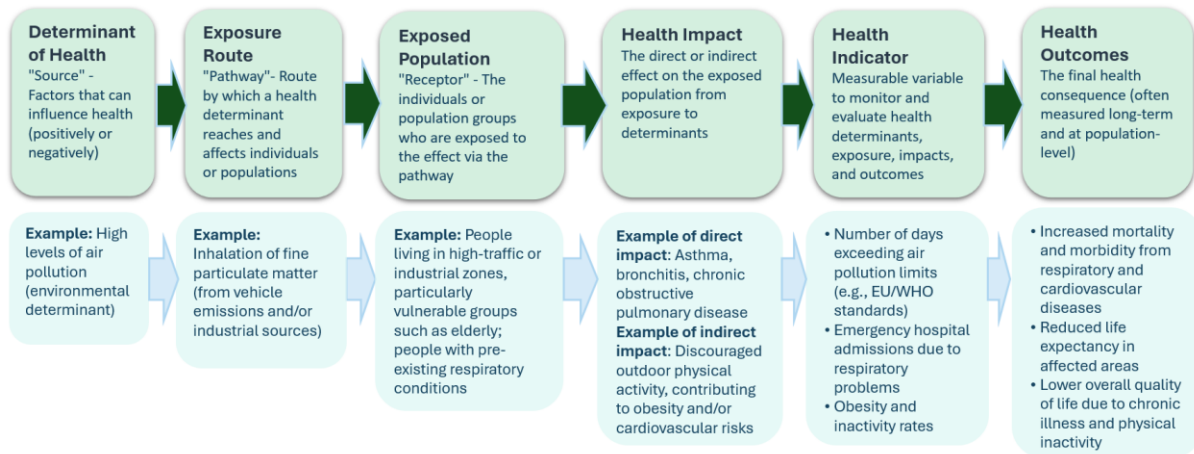 Determinant
of Health
"Source" -
Factors that can
influence health
(positively or
negatively)
Exposure
Route
"Pathway"- Route
by which a health
determinant
reaches and
affects individuals
or populations
Exposed
Population
"Receptor" - The
individuals or
population groups
who are exposed to
the effect via the
pathway
Health Impact
The direct or indirect
effect on the exposed
population from
exposure to
determinants
Health
Indicator
Measurable variable
to monitor and
evaluate health
determinants,
exposure, impacts,
and outcomes
Health
Outcomes
The final health
consequence (often
measured long-term
and at population-
level)
Example: High
levels of air
pollution
(environmental
determinant)
Example:
Inhalation of fine
particulate matter
(from vehicle
emissions and/or
industrial sources)
Example: People
living in high-traffic or
industrial zones,
particularly
vulnerable groups
such as elderly;
people with pre-
existing respiratory
conditions
Example of direct
impact: Asthma,
bronchitis, chronic
obstructive
pulmonary disease
Example of indirect
impact: Discouraged
outdoor physical
activity, contributing
to obesity and/or
cardiovascular risks
• Number of days
exceeding air
pollution limits
(e.g., EU/WHO
standards)
• Emergency hospital
admissions due to
respiratory
problems
• Obesity and
inactivity rates
• Increased mortality
and morbidity from
respiratory and
cardiovascular
diseases
• Reduced life
expectancy in
affected areas
• Lower overall quality
of life due to chronic
illness and physical
inactivity